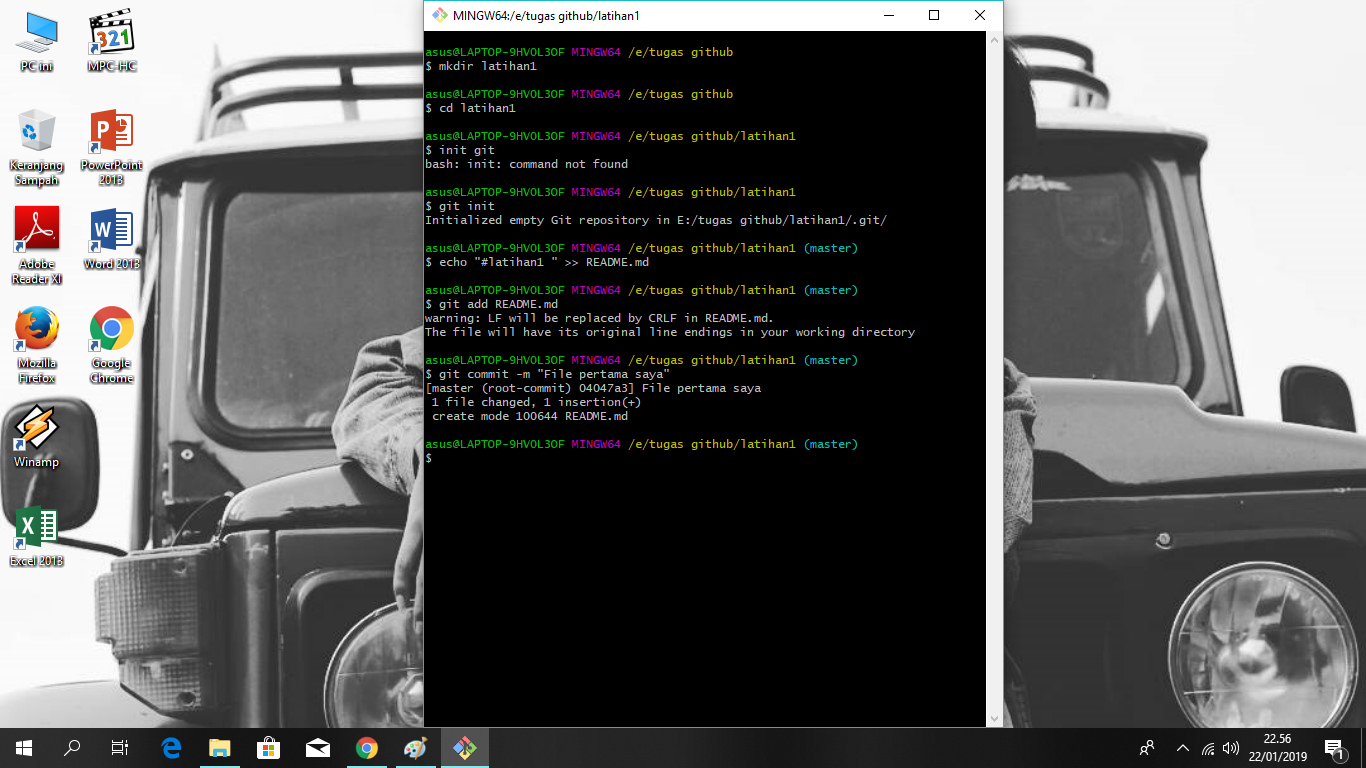 MINGW64:/e/tugas github/latihan1
PC ini
MPC-HC
Keranjang Sampah
PowerPoint 2013
Adobe Reader XI
Word 2013
Mozilla Firefox
Google Chrome
Winamp
Excel 2013
asus@LAPTOP-9HVOL3OF MINGW64 /e/tugas github
$ mkdir latihan1
asus@LAPTOP-9HVOL3OF MINGW64 /e/tugas github
$ cd latihan1
asus@LAPTOP-9HVOL3OF MINGW64 /e/tugas github/latihan1
$ init git
bash: init: command not found
asus@LAPTOP-9HVOL3OF MINGW64 /e/tugas github/latihan1
$ git init
Initialized empty Git repository in E:/tugas github/latihan1/.git/
asus@LAPTOP-9HVOL3OF MINGW64 /e/tugas github/latihan1 (master)
$ echo "#latihan1 " >> README.md
asus@LAPTOP-9HVOL3OF MINGW64 /e/tugas github/latihan1 (master)
$ git add README.md
warning: LF will be replaced by CRLF in README.md.
The file will have its original line endings in your working directory
asus@LAPTOP-9HVOL3OF MINGW64 /e/tugas github/latihan1 (master)
$ git commit -m "File pertama saya"
[master (root-commit) 04047a3] File pertama saya
 1 file changed, 1 insertion(+)
 create mode 100644 README.md
asus@LAPTOP-9HVOL3OF MINGW64 /e/tugas github/latihan1 (master)
$
22.56
22/01/2019
1